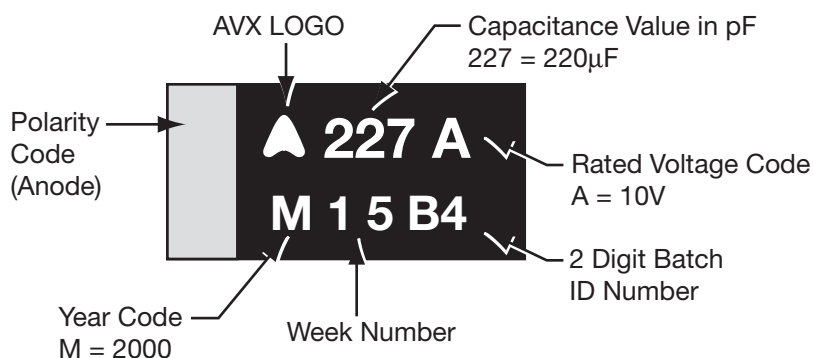 AVX LOGO
Capacitance Value in pF
227 = 220μF
Polarity
Code
(Anode)
227 A
Rated Voltage Code
A = 10V
M 1 5 B4
2 Digit Batch
ID Number
Year Code
M = 2000
Week Number